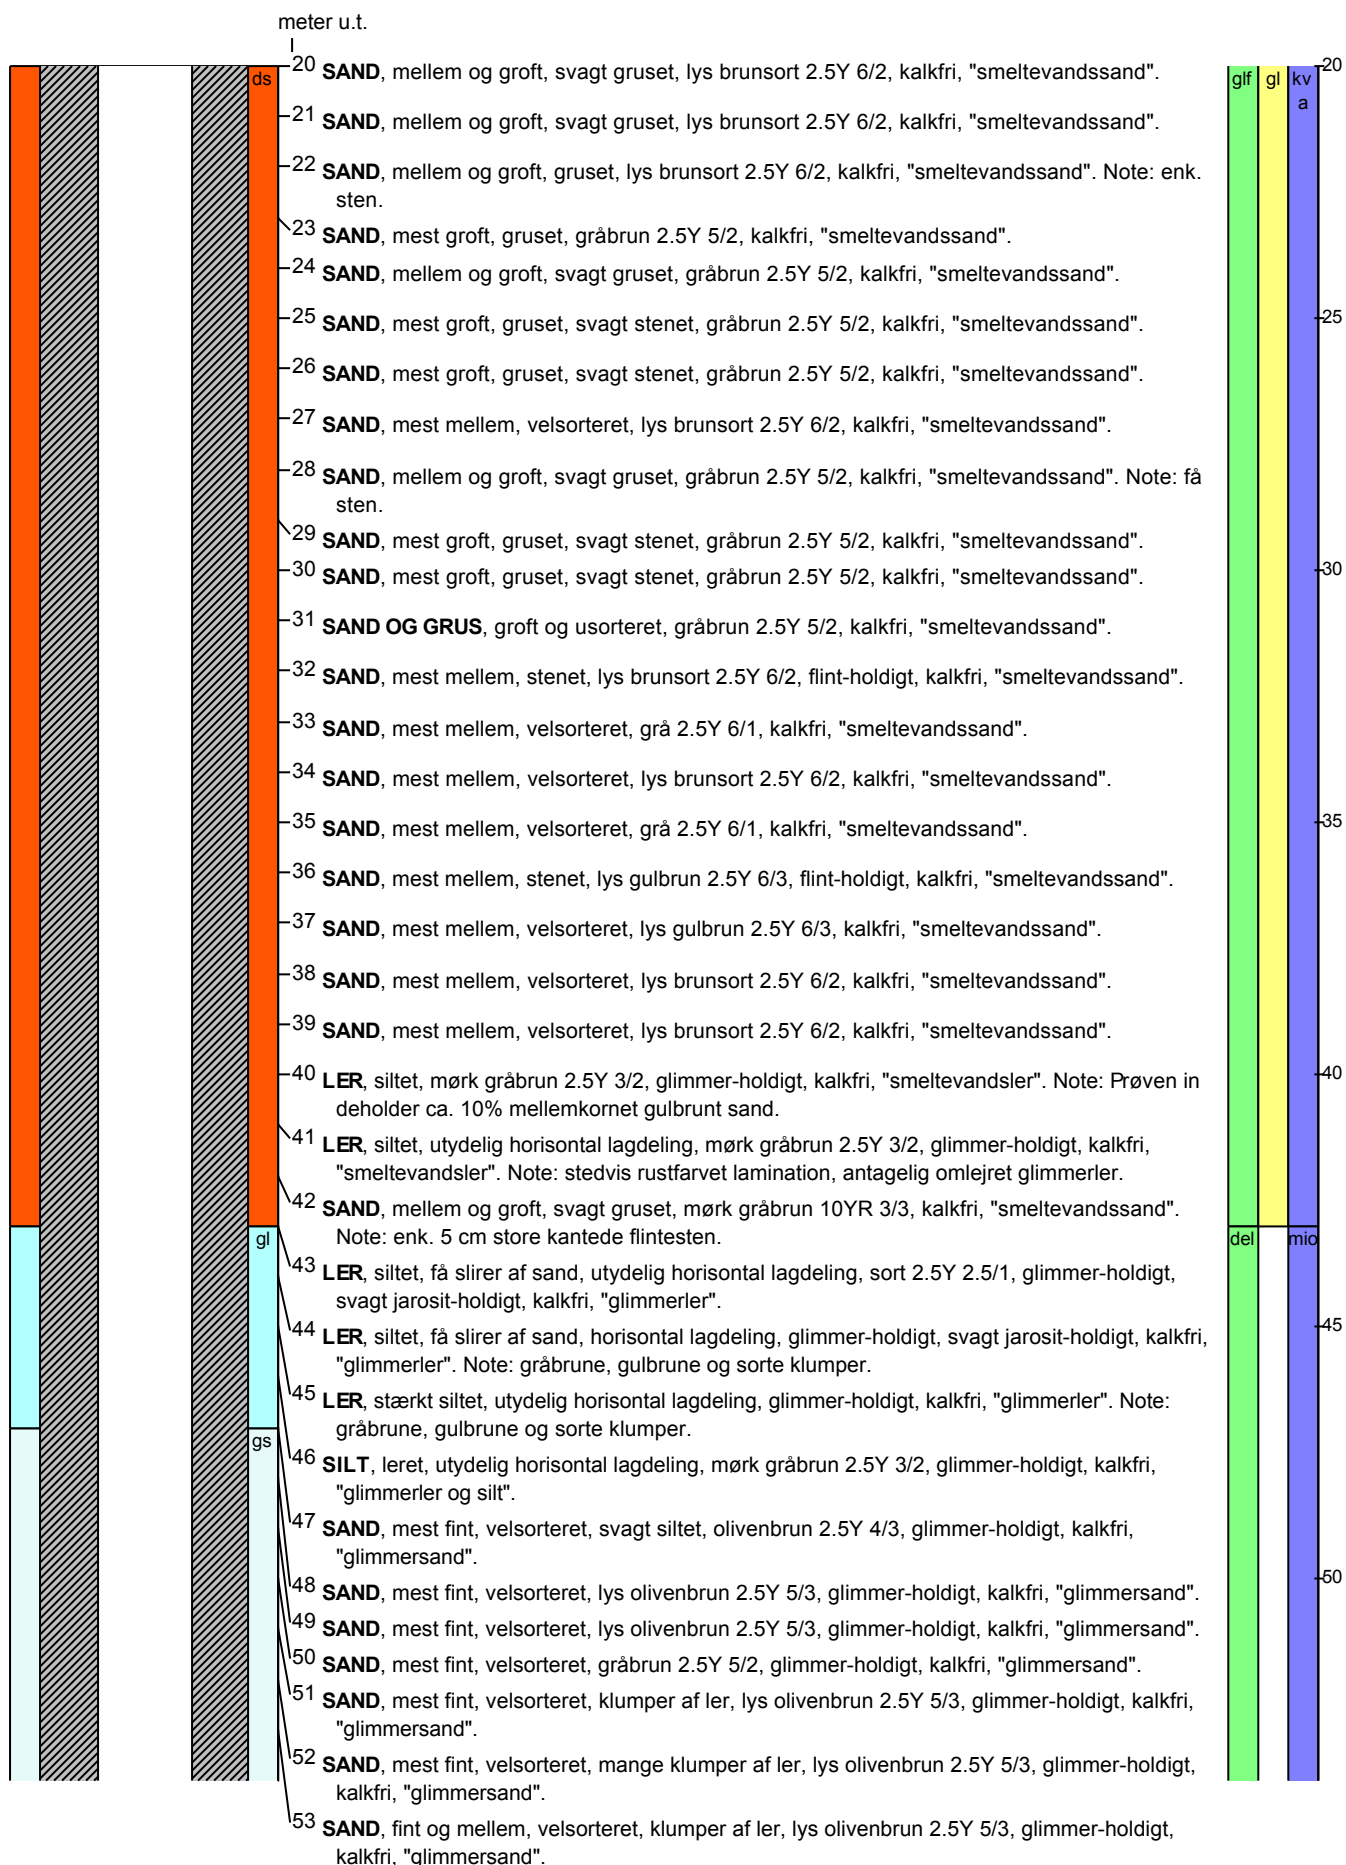 meter u.t.
20 SAND, mellem og groft, svagt gruset, lys brunsort 2.5Y 6/2, kalkfri, "smeltevandssand".
21 SAND, mellem og groft, svagt gruset, lys brunsort 2.5Y 6/2, kalkfri, "smeltevandssand".
22 SAND, mellem og groft, gruset, lys brunsort 2.5Y 6/2, kalkfri, "smeltevandssand". Note: enk.
sten.
23 SAND, mest groft, gruset, gråbrun 2.5Y 5/2, kalkfri, "smeltevandssand".
24 SAND, mellem og groft, svagt gruset, gråbrun 2.5Y 5/2, kalkfri, "smeltevandssand".
25 SAND, mest groft, gruset, svagt stenet, gråbrun 2.5Y 5/2, kalkfri, "smeltevandssand".
26 SAND, mest groft, gruset, svagt stenet, gråbrun 2.5Y 5/2, kalkfri, "smeltevandssand".
27 SAND, mest mellem, velsorteret, lys brunsort 2.5Y 6/2, kalkfri, "smeltevandssand".
28 SAND, mellem og groft, svagt gruset, gråbrun 2.5Y 5/2, kalkfri, "smeltevandssand". Note: få
sten.
29 SAND, mest groft, gruset, svagt stenet, gråbrun 2.5Y 5/2, kalkfri, "smeltevandssand".
30 SAND, mest groft, gruset, svagt stenet, gråbrun 2.5Y 5/2, kalkfri, "smeltevandssand".
31 SAND OG GRUS, groft og usorteret, gråbrun 2.5Y 5/2, kalkfri, "smeltevandssand".
32 SAND, mest mellem, stenet, lys brunsort 2.5Y 6/2, flint-holdigt, kalkfri, "smeltevandssand".
33 SAND, mest mellem, velsorteret, grå 2.5Y 6/1, kalkfri, "smeltevandssand".
34 SAND, mest mellem, velsorteret, lys brunsort 2.5Y 6/2, kalkfri, "smeltevandssand".
35 SAND, mest mellem, velsorteret, grå 2.5Y 6/1, kalkfri, "smeltevandssand".
36 SAND, mest mellem, stenet, lys gulbrun 2.5Y 6/3, flint-holdigt, kalkfri, "smeltevandssand".
37 SAND, mest mellem, velsorteret, lys gulbrun 2.5Y 6/3, kalkfri, "smeltevandssand".
38 SAND, mest mellem, velsorteret, lys brunsort 2.5Y 6/2, kalkfri, "smeltevandssand".
39 SAND, mest mellem, velsorteret, lys brunsort 2.5Y 6/2, kalkfri, "smeltevandssand".
40 LER, siltet, mørk gråbrun 2.5Y 3/2, glimmer-holdigt, kalkfri, "smeltevandsler". Note: Prøven in
deholder ca. 10% mellemkornet gulbrunt sand.
41 LER, siltet, utydelig horisontal lagdeling, mørk gråbrun 2.5Y 3/2, glimmer-holdigt, kalkfri,
"smeltevandsler". Note: stedvis rustfarvet lamination, antagelig omlejret glimmerler.
42 SAND, mellem og groft, svagt gruset, mørk gråbrun 10YR 3/3, kalkfri, "smeltevandssand".
Note: enk. 5 cm store kantede flintesten.
43 LER, siltet, få slirer af sand, utydelig horisontal lagdeling, sort 2.5Y 2.5/1, glimmer-holdigt,
svagt jarosit-holdigt, kalkfri, "glimmerler".
44 LER, siltet, få slirer af sand, horisontal lagdeling, glimmer-holdigt, svagt jarosit-holdigt, kalkfri,
"glimmerler". Note: gråbrune, gulbrune og sorte klumper.
45 LER, stærkt siltet, utydelig horisontal lagdeling, glimmer-holdigt, kalkfri, "glimmerler". Note:
gråbrune, gulbrune og sorte klumper.
46 SILT, leret, utydelig horisontal lagdeling, mørk gråbrun 2.5Y 3/2, glimmer-holdigt, kalkfri,
"glimmerler og silt".
47 SAND, mest fint, velsorteret, svagt siltet, olivenbrun 2.5Y 4/3, glimmer-holdigt, kalkfri,
"glimmersand".
48 SAND, mest fint, velsorteret, lys olivenbrun 2.5Y 5/3, glimmer-holdigt, kalkfri, "glimmersand".
49 SAND, mest fint, velsorteret, lys olivenbrun 2.5Y 5/3, glimmer-holdigt, kalkfri, "glimmersand".
50 SAND, mest fint, velsorteret, gråbrun 2.5Y 5/2, glimmer-holdigt, kalkfri, "glimmersand".
51 SAND, mest fint, velsorteret, klumper af ler, lys olivenbrun 2.5Y 5/3, glimmer-holdigt, kalkfri,
"glimmersand".
52 SAND, mest fint, velsorteret, mange klumper af ler, lys olivenbrun 2.5Y 5/3, glimmer-holdigt,
kalkfri, "glimmersand".
53 SAND, fint og mellem, velsorteret, klumper af ler, lys olivenbrun 2.5Y 5/3, glimmer-holdigt,
kalkfri, "glimmersand".
ds
gl
gs
glf gl kv
a
del mio
20
25
30
35
40
45
50